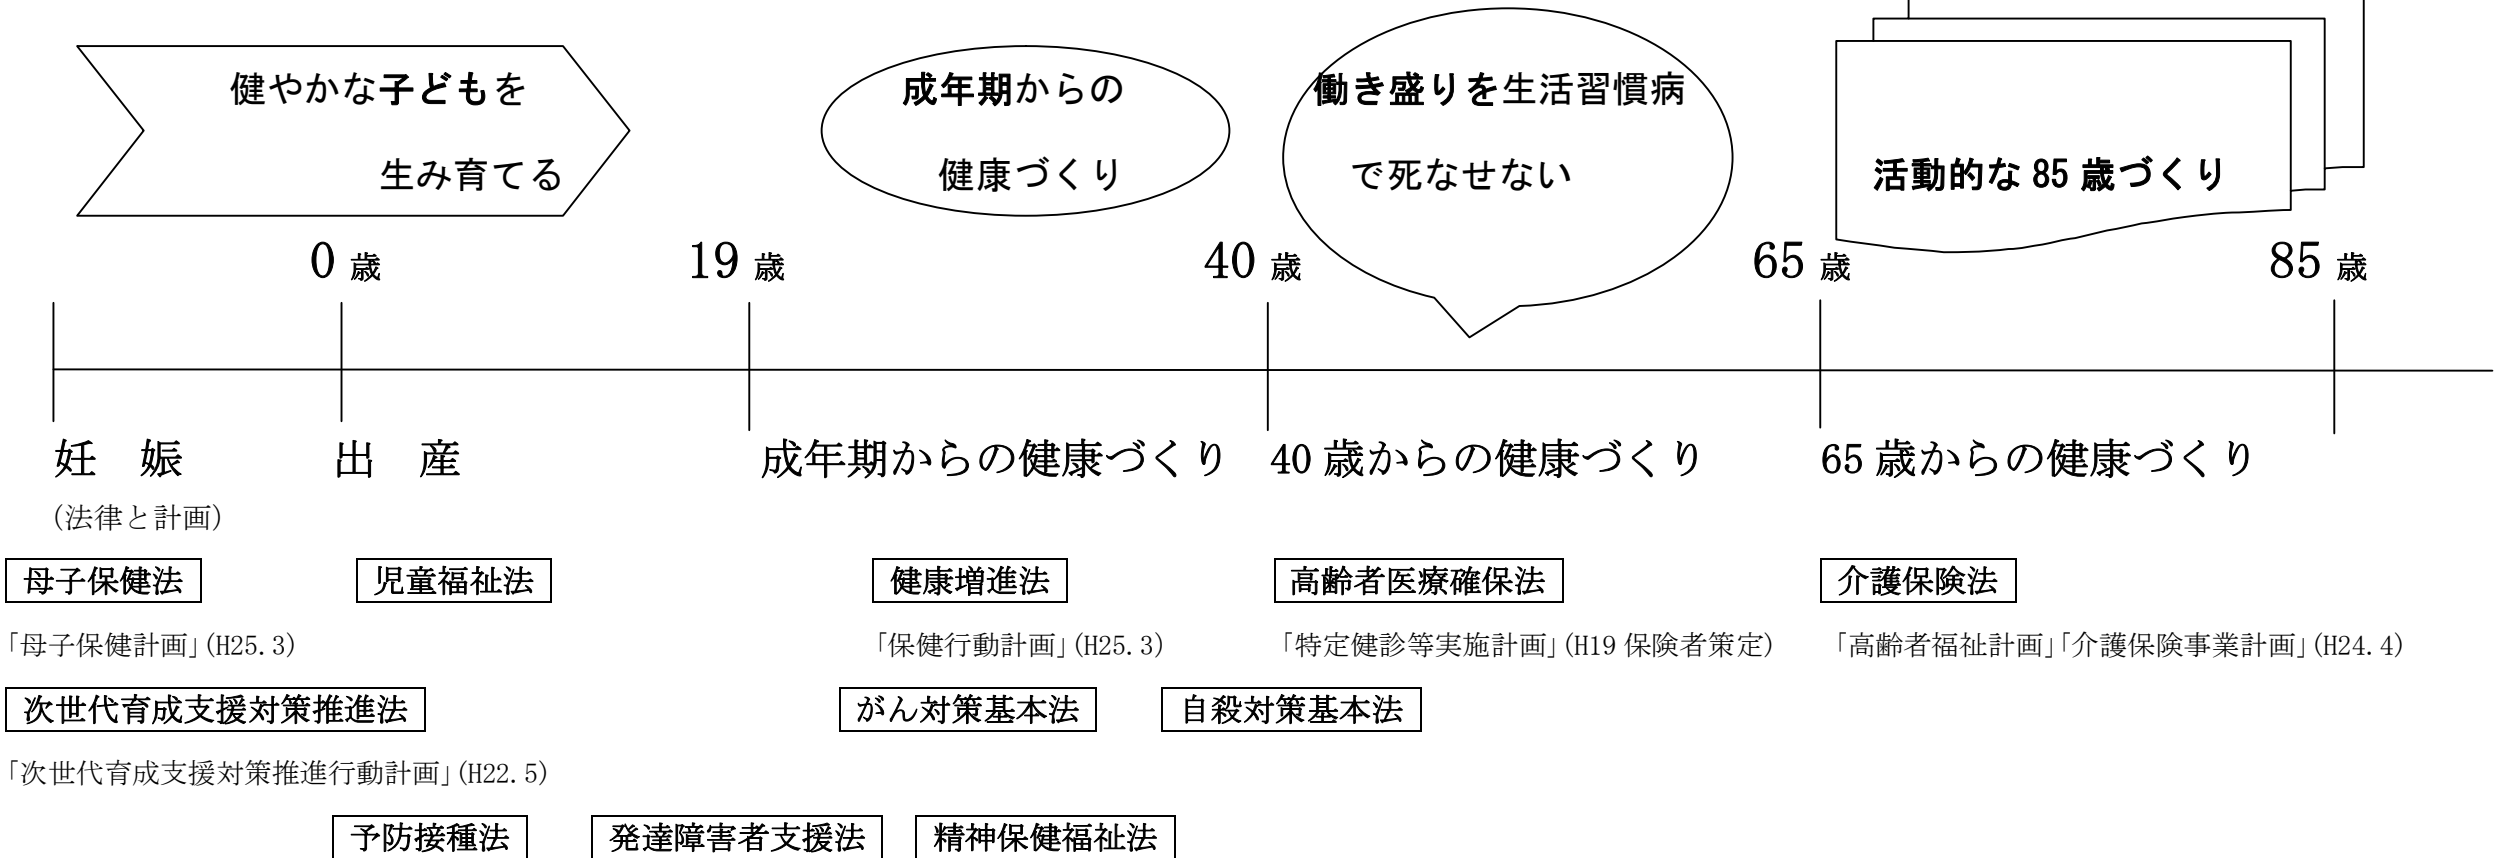 健やかな子どもを
生み育てる
成年期からの
健康づくり
働き盛りを生活習慣病
で死なせない
活動的な85歳づくり
0歳 19歳 40歳 65歳 85歳
妊 娠 出 産 成年期からの健康づくり 40歳からの健康づくり 65歳からの健康づくり
(法律と計画)
母子保健法 児童福祉法 健康増進法 高齢者医療確保法 介護保険法
「母子保健計画」(H25.3) 「保健行動計画」(H25.3) 「特定健診等実施計画」(H19保険者策定) 「高齢者福祉計画」「介護保険事業計画」(H24.4)
次世代育成支援対策推進法 がん対策基本法 自殺対策基本法
「次世代育成支援対策推進行動計画」(H22.5)
予防接種法 発達障害者支援法 精神保健福祉法